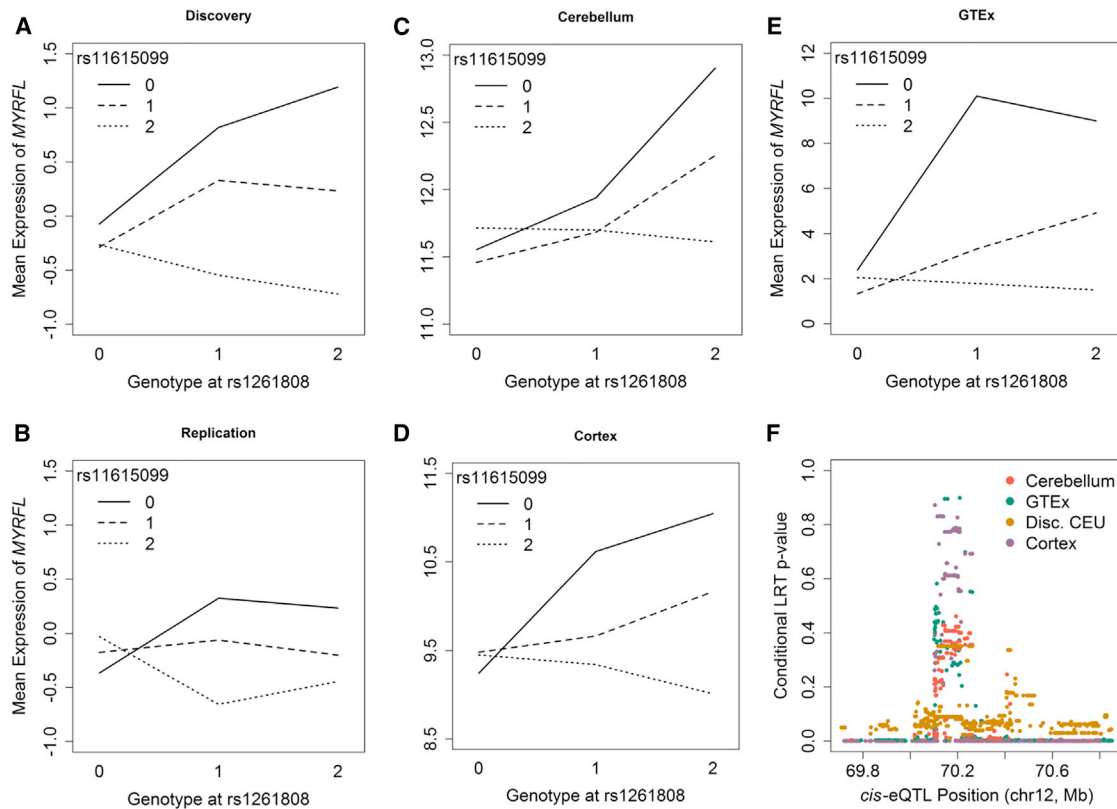 A
Discovery
Mean Expression of MYRFL
1.5
1.0
0.5
0.0
-0.5
-1.0
rs11615099
0
1
2
0 1 2
Genotype at rs1261808
C
Cerebellum
13.0
12.5
12.0
11.5
11.0
rs11615099
0
1
2
0 1 2
Genotype at rs1261808
E
GTEx
Mean Expression of MYRFL
12
10
8
6
4
2
0
rs11615099
0
1
2
0 1 2
Genotype at rs1261808
B
Replication
Mean Expression of MYRFL
1.5
1.0
0.5
0.0
-0.5
-1.0
rs11615099
0
1
2
0 1 2
Genotype at rs1261808
D
Cortex
11.5
10.5
9.5
8.5
rs11615099
0
1
2
0 1 2
Genotype at rs1261808
F
Conditional LRT p-value
1.0
0.8
0.6
0.4
0.2
0.0
Cerebellum
GTEx
Disc. CEU
Cortex
69.8 70.2 70.6
cis-eQTL Position (chr12, Mb)